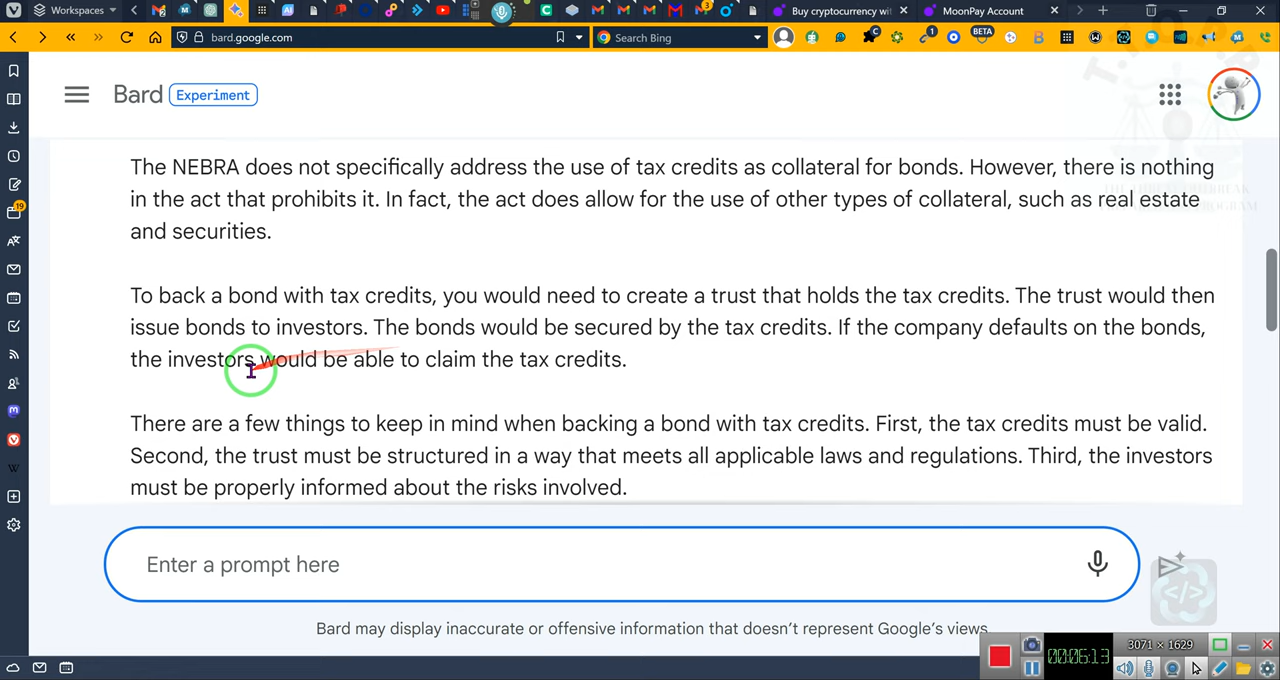 Workspaces
Buy cryptocurrency wit
MoonPay Account
bard.google.com
Search Bing
BETA
Bard Experiment
The NEBRA does not specifically address the use of tax credits as collateral for bonds. However, there is nothing
in the act that prohibits it. In fact, the act does allow for the use of other types of collateral, such as real estate
and securities.
To back a bond with tax credits, you would need to create a trust that holds the tax credits. The trust would then
issue bonds to investors. The bonds would be secured by the tax credits. If the company defaults on the bonds,
the investors would be able to claim the tax credits.
There are a few things to keep in mind when backing a bond with tax credits. First, the tax credits must be valid.
Second, the trust must be structured in a way that meets all applicable laws and regulations. Third, the investors
must be properly informed about the risks involved.
Enter a prompt here
Bard may display inaccurate or offensive information that doesn't represent Google's views.
3071 × 1629
00:06:13
19